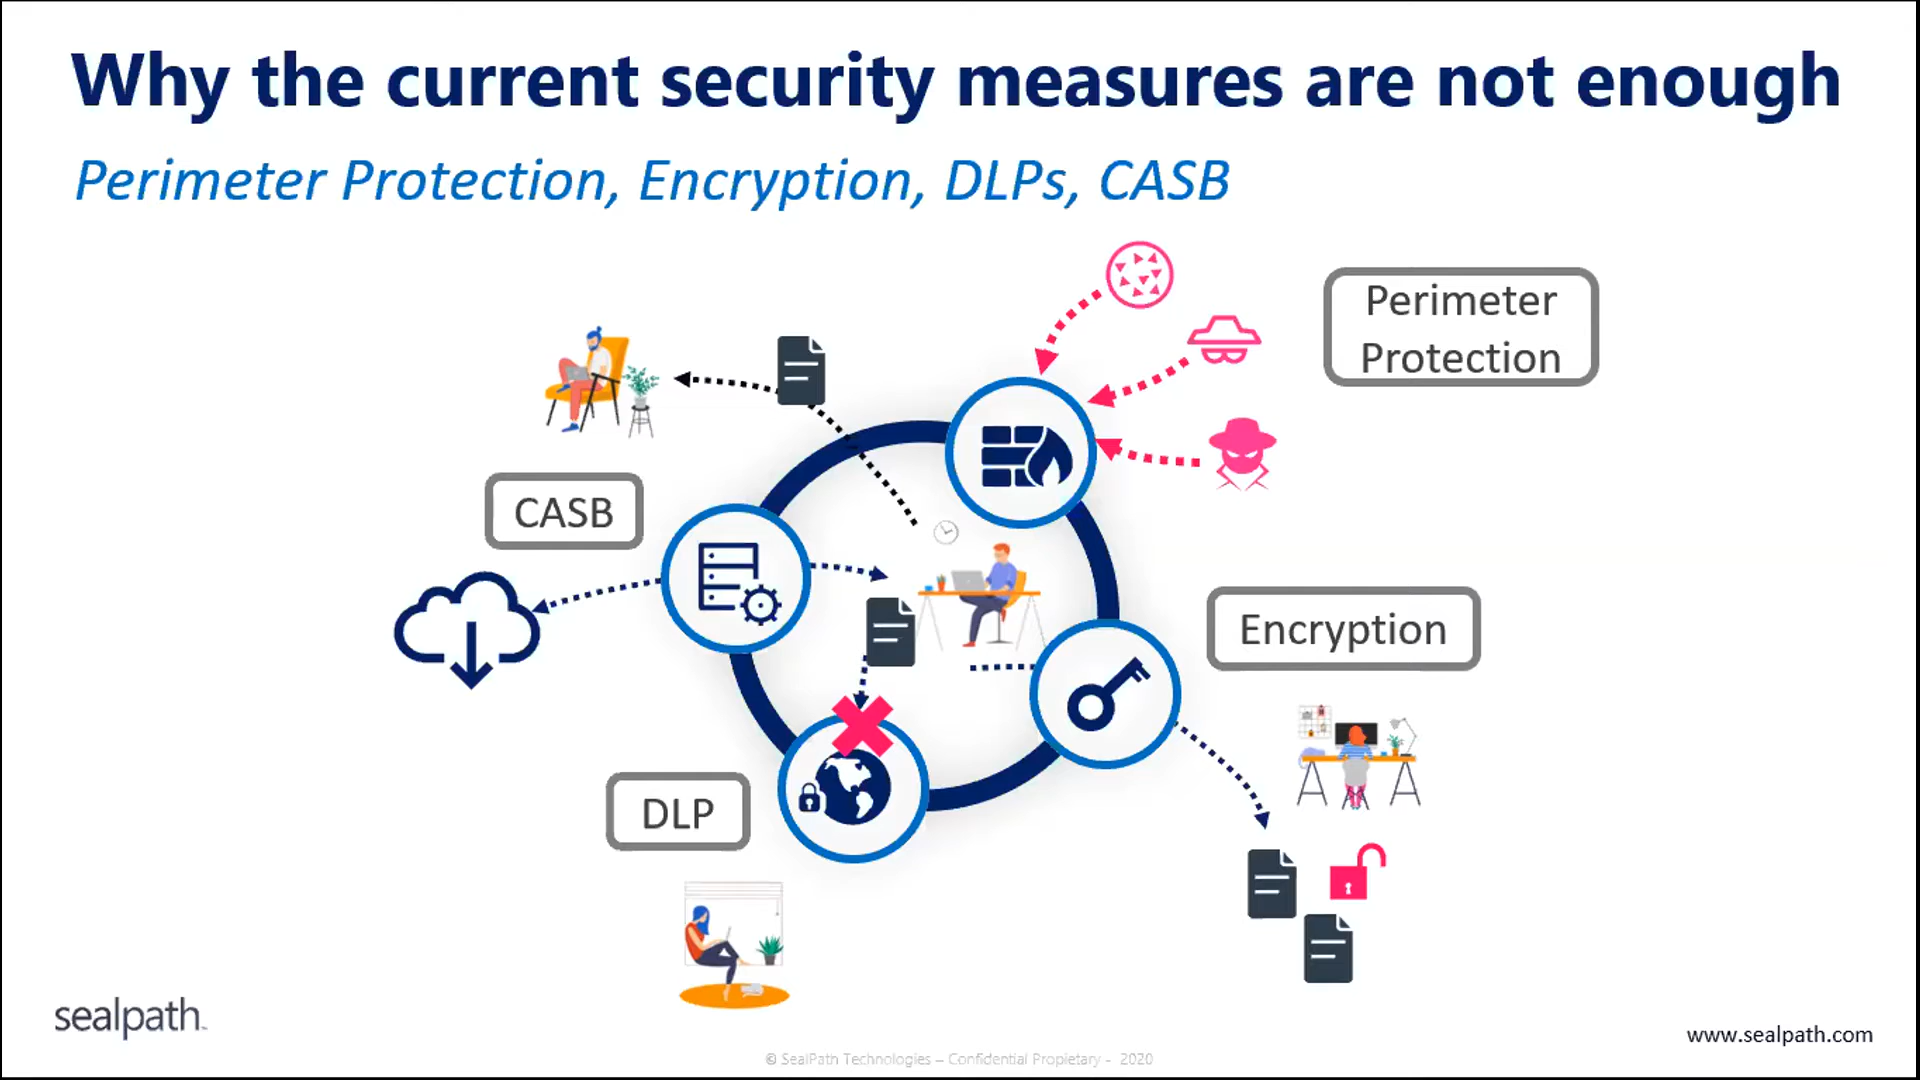 Why the current security measures are not enough
Perimeter Protection, Encryption, DLPs, CASB
Perimeter
Protection
CASB
Encryption
DLP
sealpath
www.sealpath.com
© SealPath Technologies – Confidential Propietary - 2020